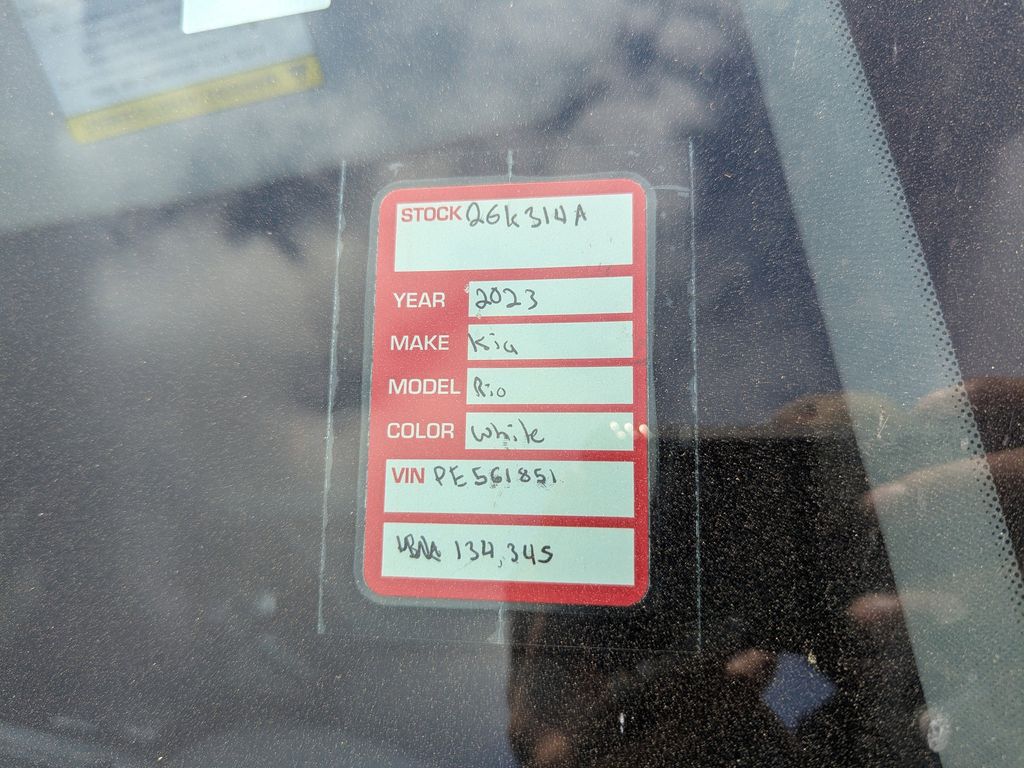 STOCK 26K314A
YEAR 2023
MAKE Kia
MODEL Rio
COLOR White
VIN PE561851
134,345